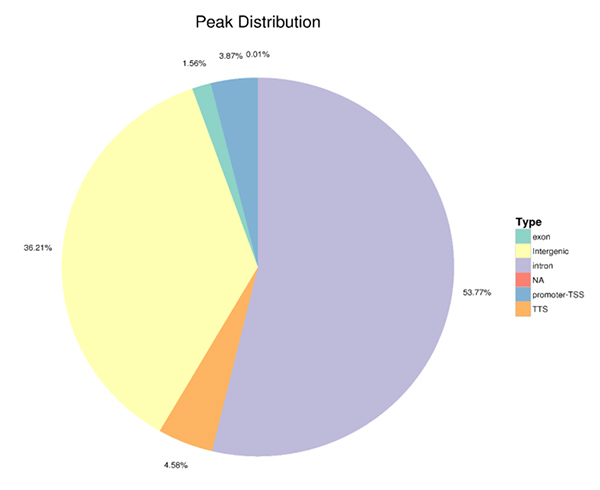 Peak Distribution
3.87% 0.01%
1.56%
36.21%
53.77%
4.58%
Type
exon
Intergenic
intron
NA
promoter-TSS
TTS